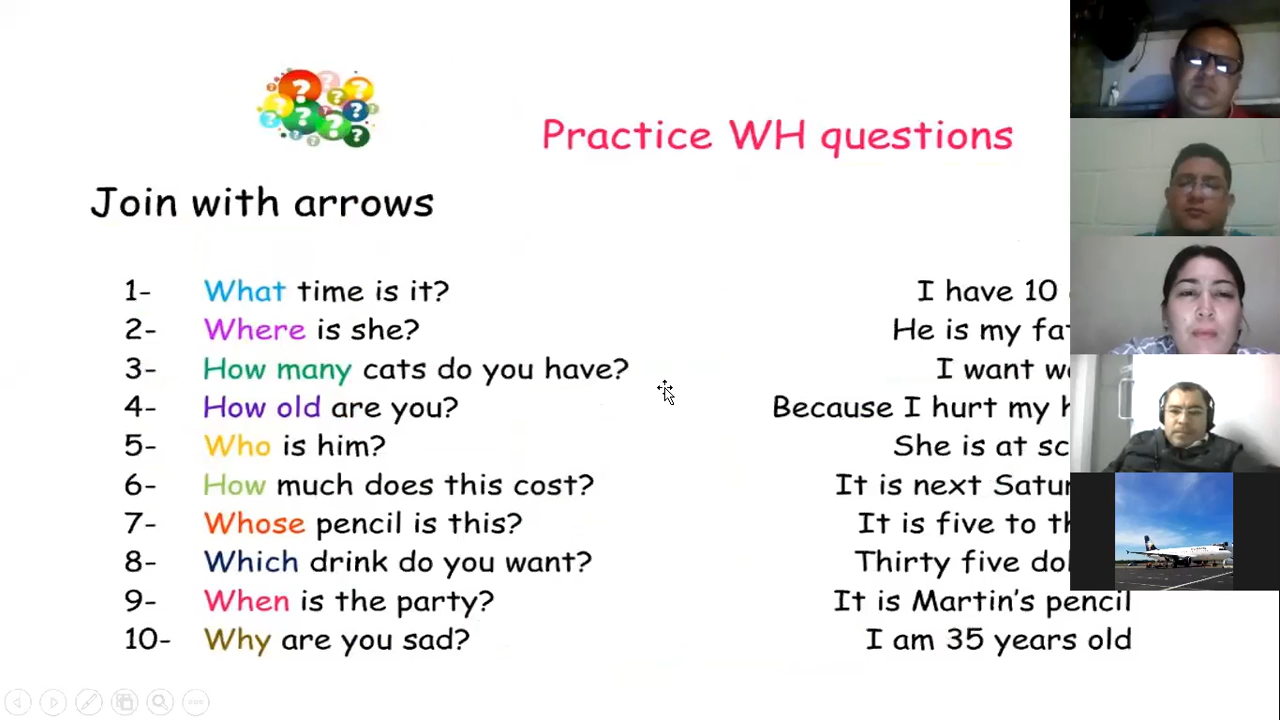 Practice WH questions
Join with arrows
1- What time is it? I have 10
2- Where is she? He is my
3- How many cats do you have? I want
4- How old are you? Because I hurt my
5- Who is him? She is at
6- How much does this cost? It is next
7- Whose pencil is this? It is five to
8- Which drink do you want? Thirty five
9- When is the party? It is Martin's pencil
10- Why are you sad? I am 35 years old